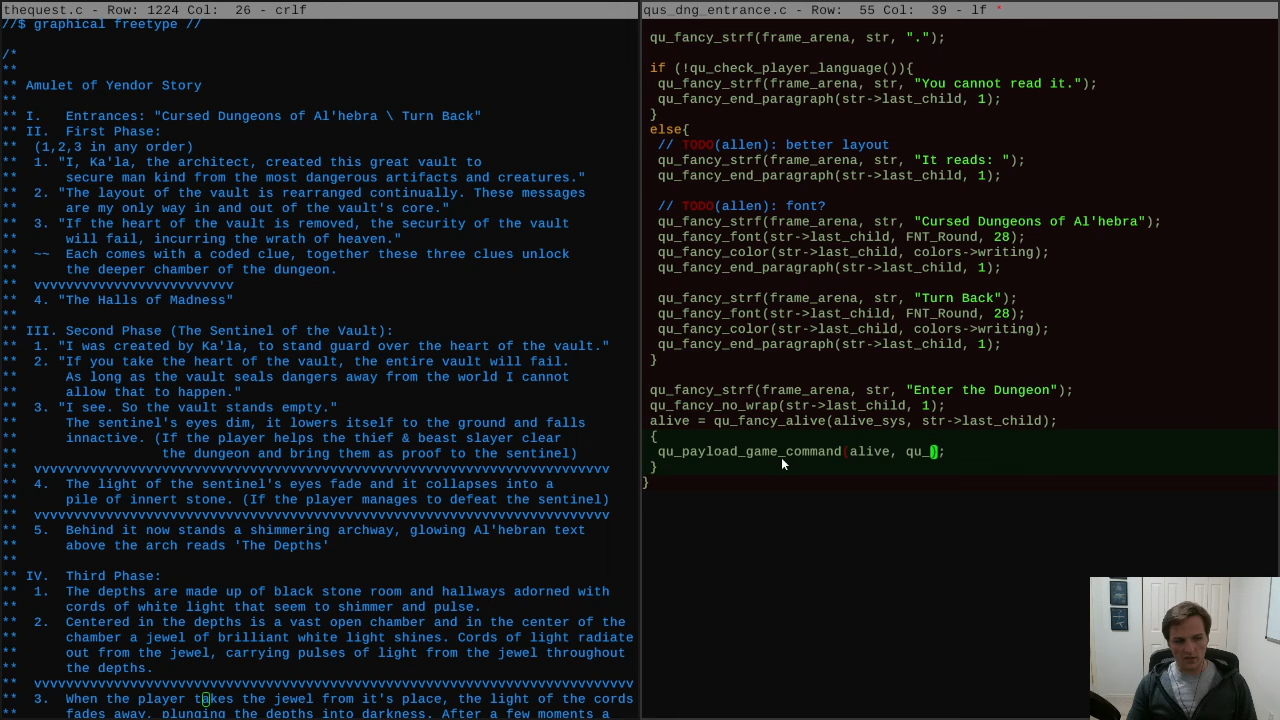 thequest.c - Row: 1224 Col:  26 - crlf
//$ graphical freetype //
/*
**
** Amulet of Yendor Story
**
** I.   Entrances: "Cursed Dungeons of Al'hebra \ Turn Back"
** II.  First Phase:
**  (1,2,3 in any order)
**  1. "I, Ka'la, the architect, created this great vault to
**      secure man kind from the most dangerous artifacts and creatures."
**  2. "The layout of the vault is rearranged continually. These messages
**      are my only way in and out of the vault's core."
**  3. "If the heart of the vault is removed, the security of the vault
**      will fail, incurring the wrath of heaven."
**  ~~  Each comes with a coded clue, together these three clues unlock
**      the deeper chamber of the dungeon.
**  vvvvvvvvvvvvvvvvvvvvvvvvv
**  4. "The Halls of Madness"
**
** III. Second Phase (The Sentinel of the Vault):
**  1. "I was created by Ka'la, to stand guard over the heart of the vault."
**  2. "If you take the heart of the vault, the entire vault will fail.
**      As long as the vault seals dangers away from the world I cannot
**      allow that to happen."
**  3. "I see. So the vault stands empty."
**      The sentinel's eyes dim, it lowers itself to the ground and falls
**      innactive. (If the player helps the thief & beast slayer clear
**                  the dungeon and bring them as proof to the sentinel)
**  vvvvvvvvvvvvvvvvvvvvvvvvvvvvvvvvvvvvvvvvvvvvvvvvvvvvvvvvvvvvvvvvvvvvvvvv
**  4.  The light of the sentinel's eyes fade and it collapses into a
**      pile of innert stone. (If the player manages to defeat the sentinel)
**  vvvvvvvvvvvvvvvvvvvvvvvvvvvvvvvvvvvvvvvvvvvvvvvvvvvvvvvvvvvvvvvvvvvvvvvv
**  5.  Behind it now stands a shimmering archway, glowing Al'hebran text
**      above the arch reads 'The Depths'
**
** IV.  Third Phase:
**  1.  The depths are made up of black stone room and hallways adorned with
**      cords of white light that seem to shimmer and pulse.
**  2.  Centered in the depths is a vast open chamber and in the center of the
**      chamber a jewel of brilliant white light shines. Cords of light radiate
**      out from the jewel, carrying pulses of light from the jewel throughout
**      the depths.
**  vvvvvvvvvvvvvvvvvvvvvvvvvvvvvvvvvvvvvvvvvvvvvvvvvvvvvvvvvvvvvvvvvvvvvvvvvvv
**  3.  When the player takes the jewel from it's place, the light of the cords
**      fades away, plunging the depths into darkness. After a few moments a
qus_dng_entrance.c - Row:  55 Col:  39 - lf *
qu_fancy_strf(frame_arena, str, ".");
if (!qu_check_player_language()){
qu_fancy_strf(frame_arena, str, "You cannot read it.");
qu_fancy_end_paragraph(str->last_child, 1);
}
else{
// TODO(allen): better layout
qu_fancy_strf(frame_arena, str, "It reads: ");
qu_fancy_end_paragraph(str->last_child, 1);
// TODO(allen): font?
qu_fancy_strf(frame_arena, str, "Cursed Dungeons of Al'hebra");
qu_fancy_font(str->last_child, FNT_Round, 28);
qu_fancy_color(str->last_child, colors->writing);
qu_fancy_end_paragraph(str->last_child, 1);
qu_fancy_strf(frame_arena, str, "Turn Back");
qu_fancy_font(str->last_child, FNT_Round, 28);
qu_fancy_color(str->last_child, colors->writing);
qu_fancy_end_paragraph(str->last_child, 1);
}
qu_fancy_strf(frame_arena, str, "Enter the Dungeon");
qu_fancy_no_wrap(str->last_child, 1);
alive = qu_fancy_alive(alive_sys, str->last_child);
{
qu_payload_game_command(alive, qu_);
}
}